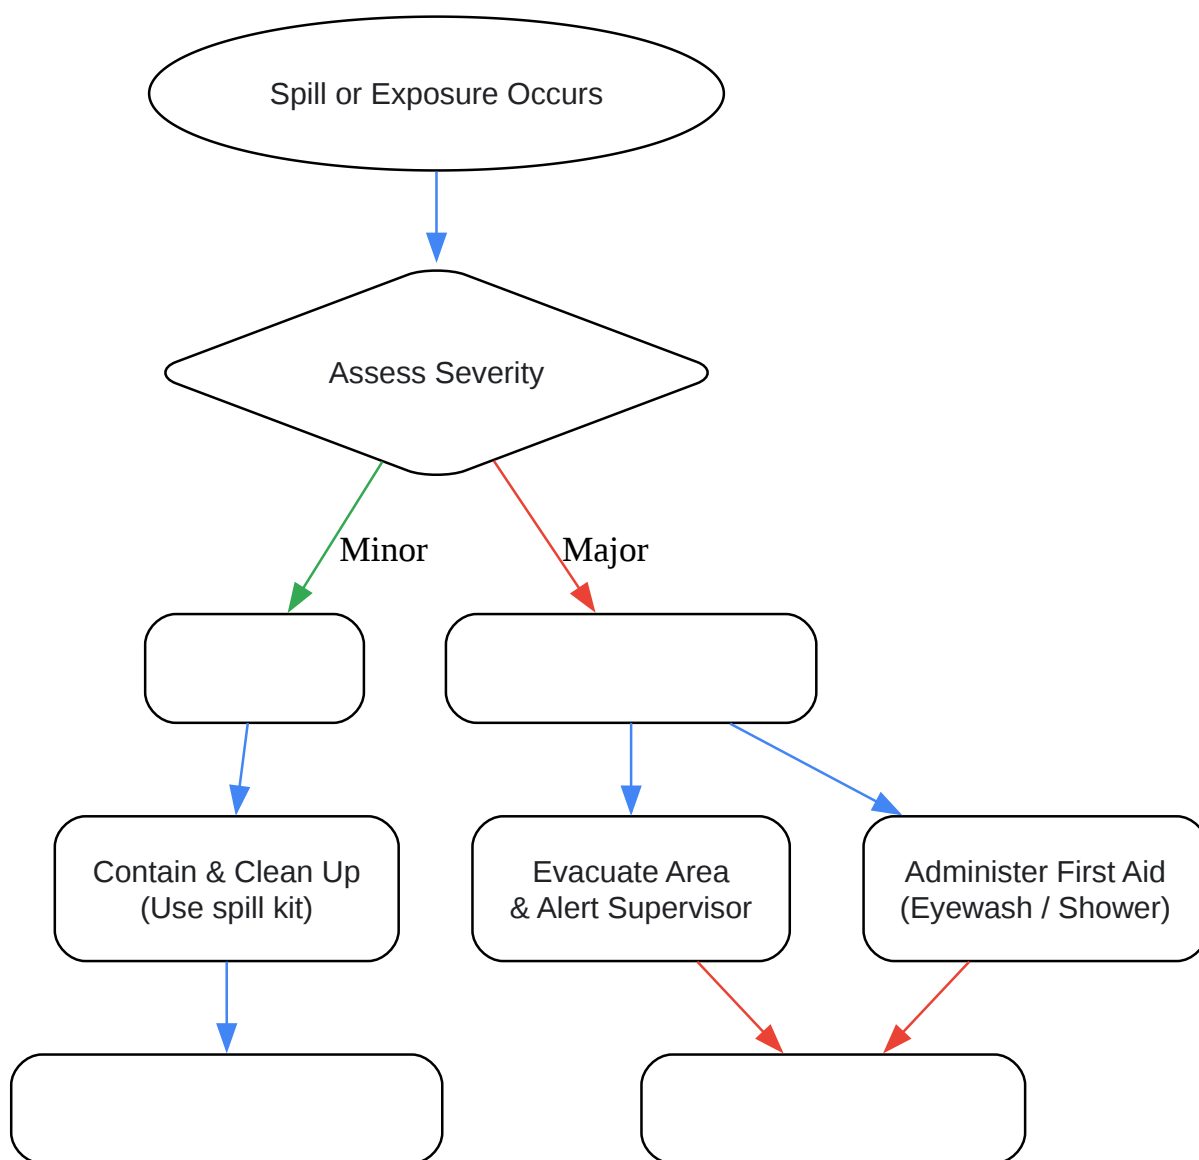 Spill or Exposure Occurs
Assess Severity
Minor
Major
Contain & Clean Up
(Use spill kit)
Evacuate Area
& Alert Supervisor
Administer First Aid
(Eyewash / Shower)